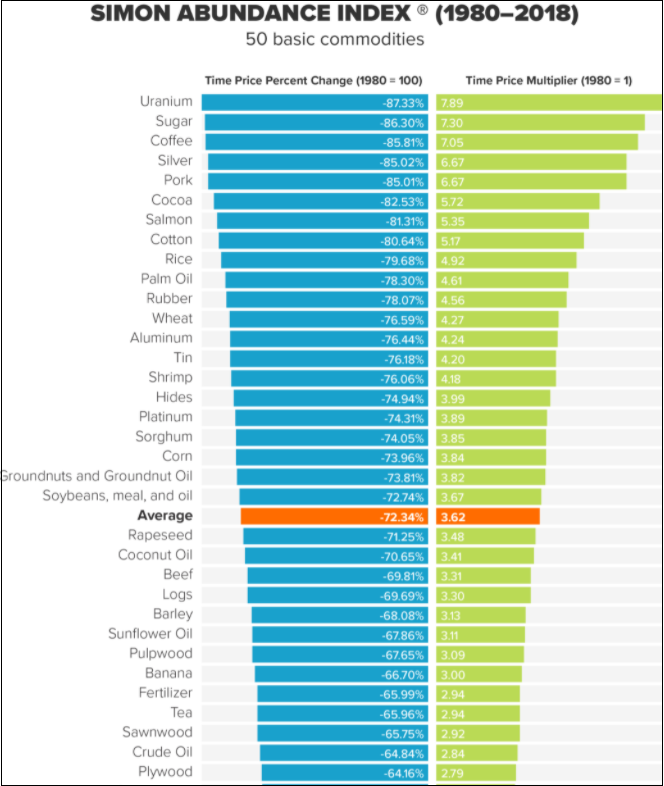 SIMON ABUNDANCE INDEX ® (1980–2018)
50 basic commodities
Time Price Percent Change (1980 = 100) Time Price Multiplier (1980 = 1)
Uranium -87.33% 7.89
Sugar -86.30% 7.30
Coffee -85.81% 7.05
Silver -85.02% 6.67
Pork -85.01% 6.67
Cocoa -82.53% 5.72
Salmon -81.31% 5.35
Cotton -80.64% 5.17
Rice -79.68% 4.92
Palm Oil -78.30% 4.61
Rubber -78.07% 4.56
Wheat -76.59% 4.27
Aluminum -76.44% 4.24
Tin -76.18% 4.20
Shrimp -76.06% 4.18
Hides -74.94% 3.99
Platinum -74.31% 3.89
Sorghum -74.05% 3.85
Corn -73.96% 3.84
Groundnuts and Groundnut Oil -73.81% 3.82
Soybeans, meal, and oil -72.74% 3.67
Average -72.34% 3.62
Rapeseed -71.25% 3.48
Coconut Oil -70.65% 3.41
Beef -69.81% 3.31
Logs -69.69% 3.30
Barley -68.08% 3.13
Sunflower Oil -67.86% 3.11
Pulpwood -67.65% 3.09
Banana -66.70% 3.00
Fertilizer -65.99% 2.94
Tea -65.96% 2.94
Sawnwood -65.75% 2.92
Crude Oil -64.84% 2.84
Plywood -64.16% 2.79